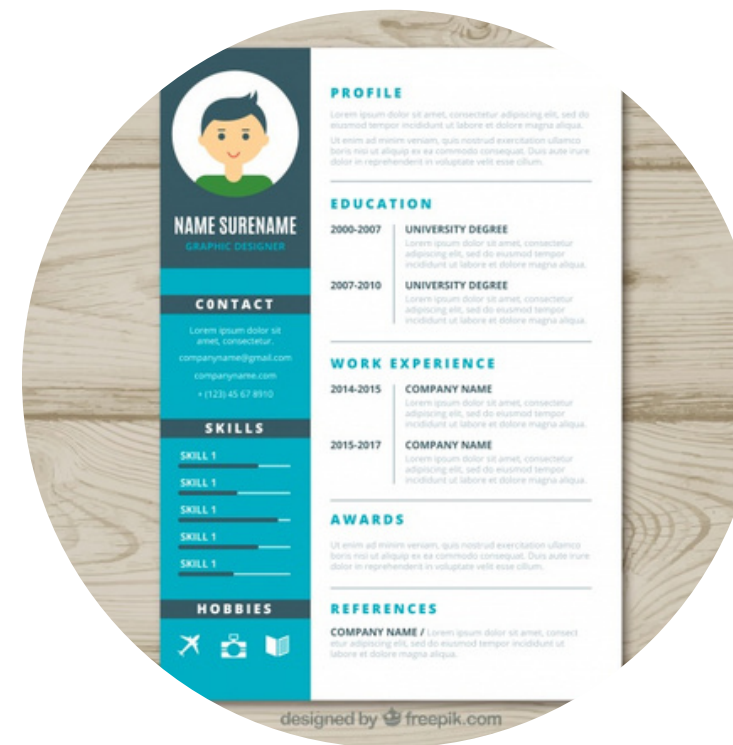 NAME SURENAME
GRAPHIC DESIGNER
CONTACT
Lorem ipsum dolor sit
amet, consectetur.
companyname@gmail.com
companyname.com
+ (123) 45 67 8910
SKILLS
SKILL 1
SKILL 1
SKILL 1
SKILL 1
SKILL 1
HOBBIES
PROFILE
Lorem ipsum dolor sit amet, consectetur adipiscing elit, sed do
eiusmod tempor incididunt ut labore et dolore magna aliqua.
Ut enim ad minim veniam, quis nostrud exercitation ullamco
boris nisi ut aliquip ex ea commodo consequat. Duis aute irure
dolor in reprehenderit in voluptate velit esse cillum.
EDUCATION
2000-2007 UNIVERSITY DEGREE
Lorem ipsum dolor sit amet, consectetur
adipiscing elit, sed do eiusmod tempor
incididunt ut labore et dolore magna aliqua.
2007-2010 UNIVERSITY DEGREE
Lorem ipsum dolor sit amet, consectetur
adipiscing elit, sed do eiusmod tempor
incididunt ut labore et dolore magna aliqua.
WORK EXPERIENCE
2014-2015 COMPANY NAME
Lorem ipsum dolor sit amet, consectetur
adipiscing elit, sed do eiusmod tempor
incididunt ut labore et dolore magna aliqua.
2015-2017 COMPANY NAME
Lorem ipsum dolor sit amet, consectetur
adipiscing elit, sed do eiusmod tempor
incididunt ut labore et dolore magna aliqua.
AWARDS
Ut enim ad minim veniam, quis nostrud exercitation ullamco
boris nisi ut aliquip ex ea commodo consequat. Duis aute irure
dolor in reprehenderit in voluptate velit esse cillum.
REFERENCES
COMPANY NAME / Lorem ipsum dolor sit amet, consect
etur adipiscing elit, sed do eiusmod tempor incididunt ut
labore et dolore magna aliqua.
designed by freepik.com